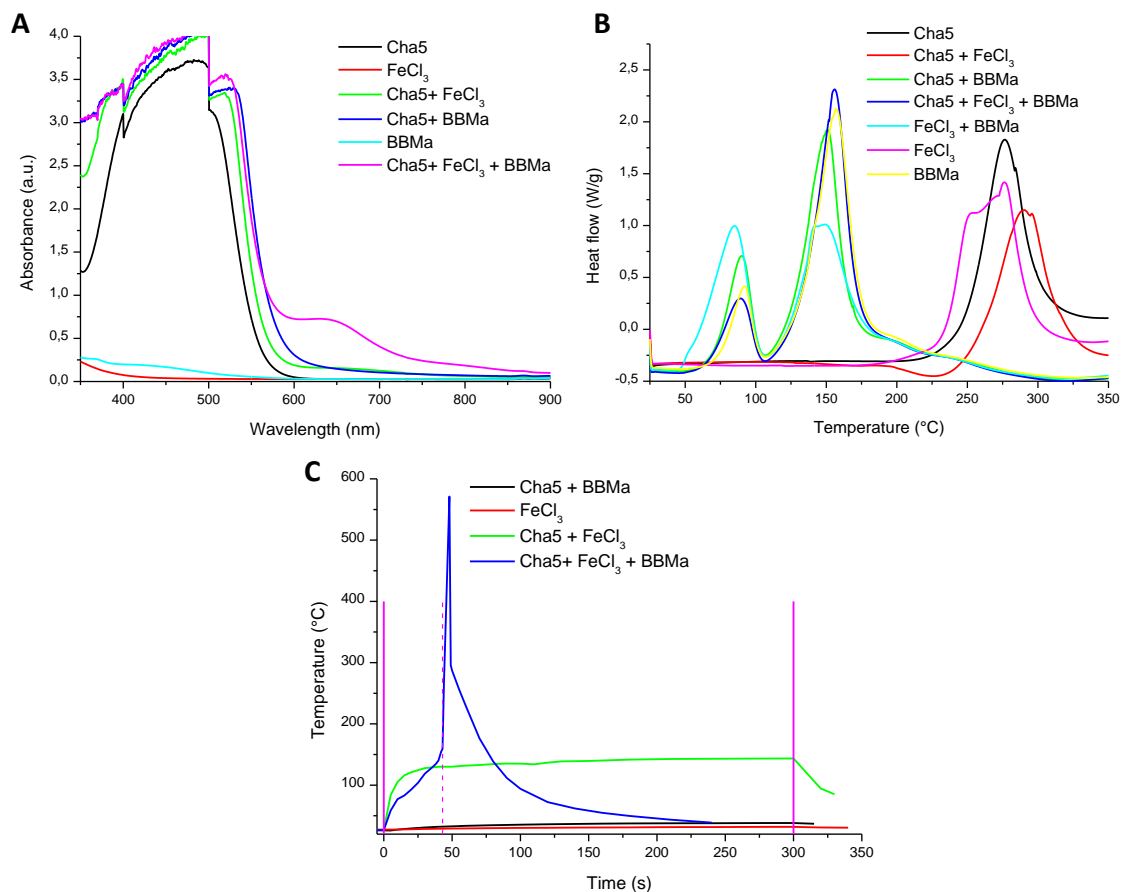 A
4,0
3,5
3,0
2,5
2,0
1,5
1,0
0,5
0,0
Absorbance (a.u.)
400
500
600
700
800
900
Wavelength (nm)
Cha5
FeCl3
Cha5+ FeCl3
Cha5+ BBMa
BBMa
Cha5+ FeCl3 + BBMa
B
2,5
2,0
1,5
1,0
0,5
0,0
-0,5
Heat flow (W/g)
50
100
150
200
250
300
350
Temperature (°C)
Cha5
Cha5 + FeCl3
Cha5 + BBMa
Cha5 + FeCl3 + BBMa
FeCl3 + BBMa
FeCl3
BBMa
C
600
500
400
300
200
100
Temperature (°C)
0
50
100
150
200
250
300
350
Time (s)
Cha5 + BBMa
FeCl3
Cha5 + FeCl3
Cha5+ FeCl3 + BBMa